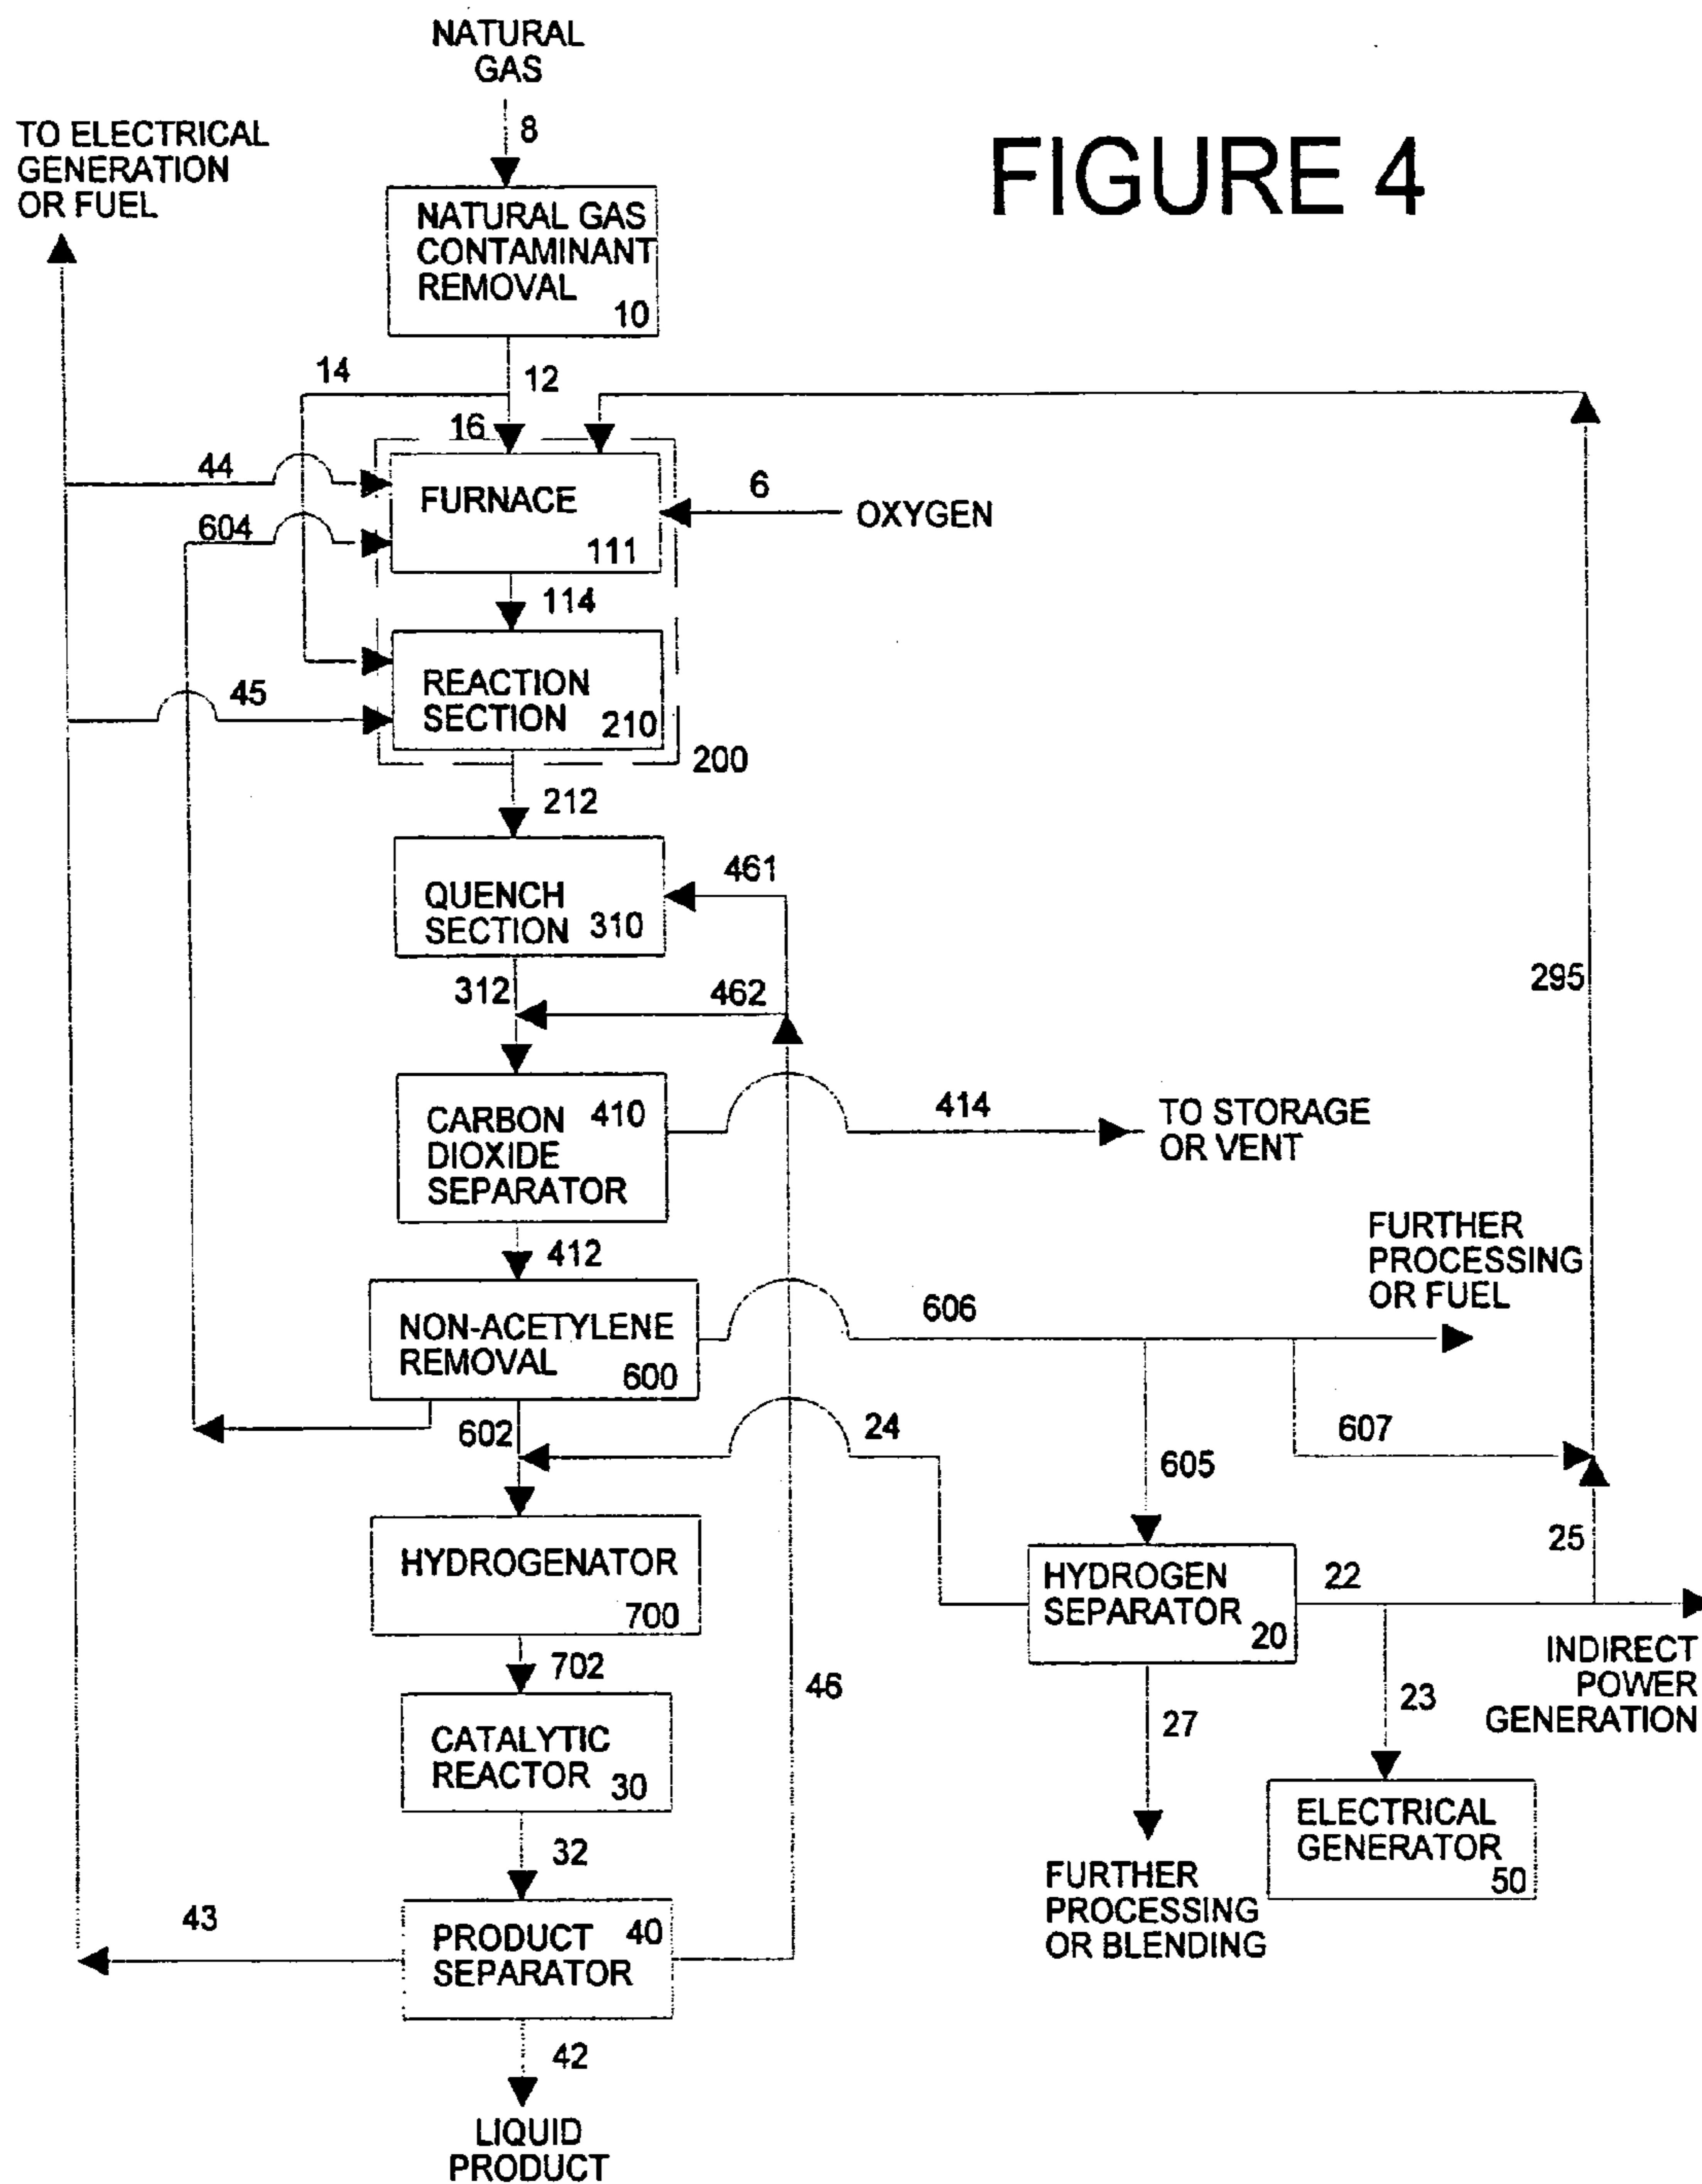 NATURAL
GAS
8
TO ELECTRICAL
GENERATION
OR FUEL
FIGURE 4
NATURAL GAS
CONTAMINANT
REMOVAL
10
14
12
16
44
FURNACE
111
6
OXYGEN
604
114
REACTION
SECTION
210
45
200
212
QUENCH
SECTION
310
461
312
462
295
CARBON
DIOXIDE
SEPARATOR
410
414
TO STORAGE
OR VENT
412
NON-ACETYLENE
REMOVAL
600
606
FURTHER
PROCESSING
OR FUEL
602
24
605
607
HYDROGENATOR
700
HYDROGEN
SEPARATOR
20
22
25
INDIRECT
POWER
GENERATION
702
46
27
23
CATALYTIC
REACTOR
30
ELECTRICAL
GENERATOR
50
32
FURTHER
PROCESSING
OR BLENDING
43
PRODUCT
SEPARATOR
40
42
LIQUID
PRODUCT